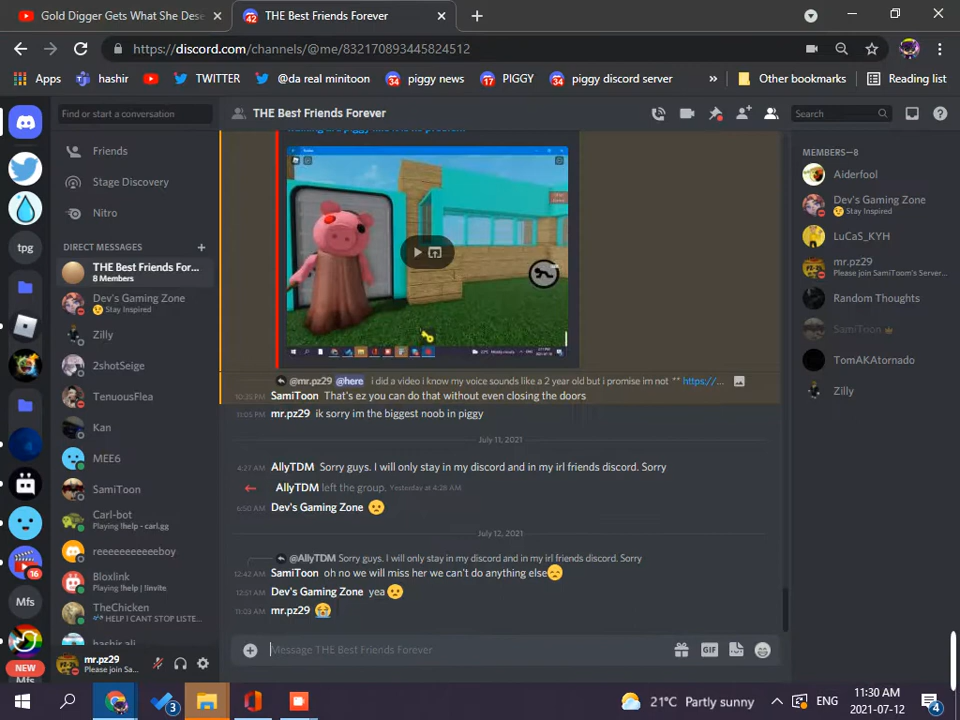 Gold Digger Gets What She Dese
THE Best Friends Forever
https://discord.com/channels/@me/832170893445824512
Apps
hashir
TWITTER
@da real minitoon
piggy news
PIGGY
piggy discord server
»
Other bookmarks
Reading list
Find or start a conversation
THE Best Friends Forever
Search
Friends
Stage Discovery
Nitro
DIRECT MESSAGES
THE Best Friends For...
8 Members
Dev's Gaming Zone
Stay Inspired
Zilly
2shotSeige
TenuousFlea
Kan
MEE6
SamiToon
Carl-bot
Playing !help - carl.gg
reeeeeeeeeeboy
Bloxlink
Playing !help | !invite
TheChicken
HELP I CANT STOP LISTE...
hashir ali
tpg
16
Mfs
NEW
mr.pz29
Please join Sa...
@mr.pz29 @here i did a video i know my voice sounds like a 2 year old but i promise im not ** https://...
10:35 PM SamiToon That's ez you can do that without even closing the doors
11:05 PM mr.pz29 ik sorry im the biggest noob in piggy
July 11, 2021
4:27 AM AllyTDM Sorry guys. I will only stay in my discord and in my irl friends discord. Sorry
AllyTDM left the group. Yesterday at 4:28 AM
6:50 AM Dev's Gaming Zone
July 12, 2021
@AllyTDM Sorry guys. I will only stay in my discord and in my irl friends discord. Sorry
12:42 AM SamiToon oh no we will miss her we can't do anything else
12:51 AM Dev's Gaming Zone yea
11:03 AM mr.pz29
Message THE Best Friends Forever
GIF
MEMBERS—8
Aiderfool
Dev's Gaming Zone
Stay Inspired
LuCaS_KYH
mr.pz29
Please join SamiToom's Server...
Random Thoughts
SamiToon
TomAKAtornado
Zilly
3
21°C Partly sunny
ENG
11:30 AM
2021-07-12
4